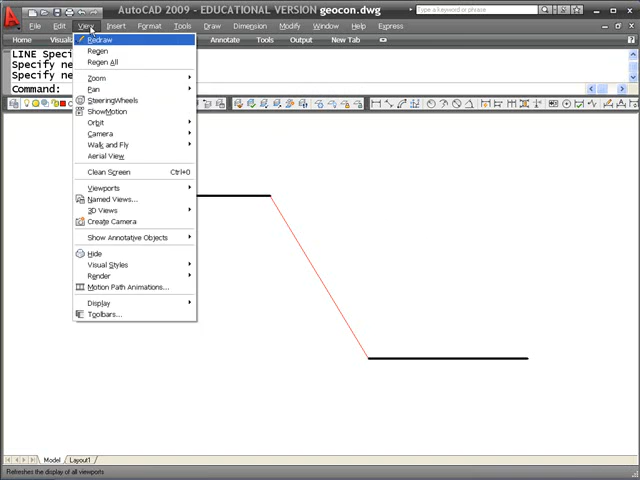 AutoCAD 2009 - EDUCATIONAL VERSION geocon.dwg
Type a keyword or phrase
File Edit View Insert Format Tools Draw Dimension Modify Window Help Express
Home Annotate Tools Output
LINE Speci
Specify ne
Specify ne
Command:
Redraw
Regen
Regen All
Zoom
Pan
SteeringWheels
ShowMotion
Orbit
Camera
Walk and Fly
Aerial View
Clean Screen Ctrl+0
Viewports
Named Views...
3D Views
Create Camera
Show Annotative Objects
Hide
Visual Styles
Render
Motion Path Animations...
Display
Toolbars...
Model Layout1
Refreshes the display of all viewports